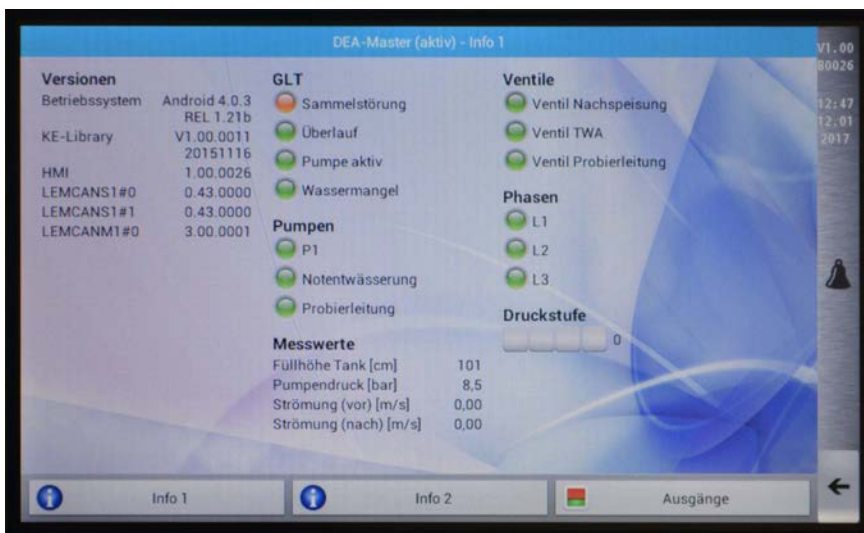 DEA-Master (aktiv) - Info 1
V1.00
80026
12:47
12.01
2017
Versionen
Betriebssystem Android 4.0.3
REL 1.21b
KE-Library V1.00.0011
20151116
HMI 1.00.0026
LEMCANS1#0 0.43.0000
LEMCANS1#1 0.43.0000
LEMCANM1#0 3.00.0001
GLT
Sammelstörung
Überlauf
Pumpe aktiv
Wassermangel
Pumpen
P1
Notentwässerung
Probierleitung
Messwerte
Füllhöhe Tank [cm] 101
Pumpendruck [bar] 8,5
Strömung (vor) [m/s] 0,00
Strömung (nach) [m/s] 0,00
Ventile
Ventil Nachspeisung
Ventil TWA
Ventil Probierleitung
Phasen
L1
L2
L3
Druckstufe
0
Info 1
Info 2
Ausgänge